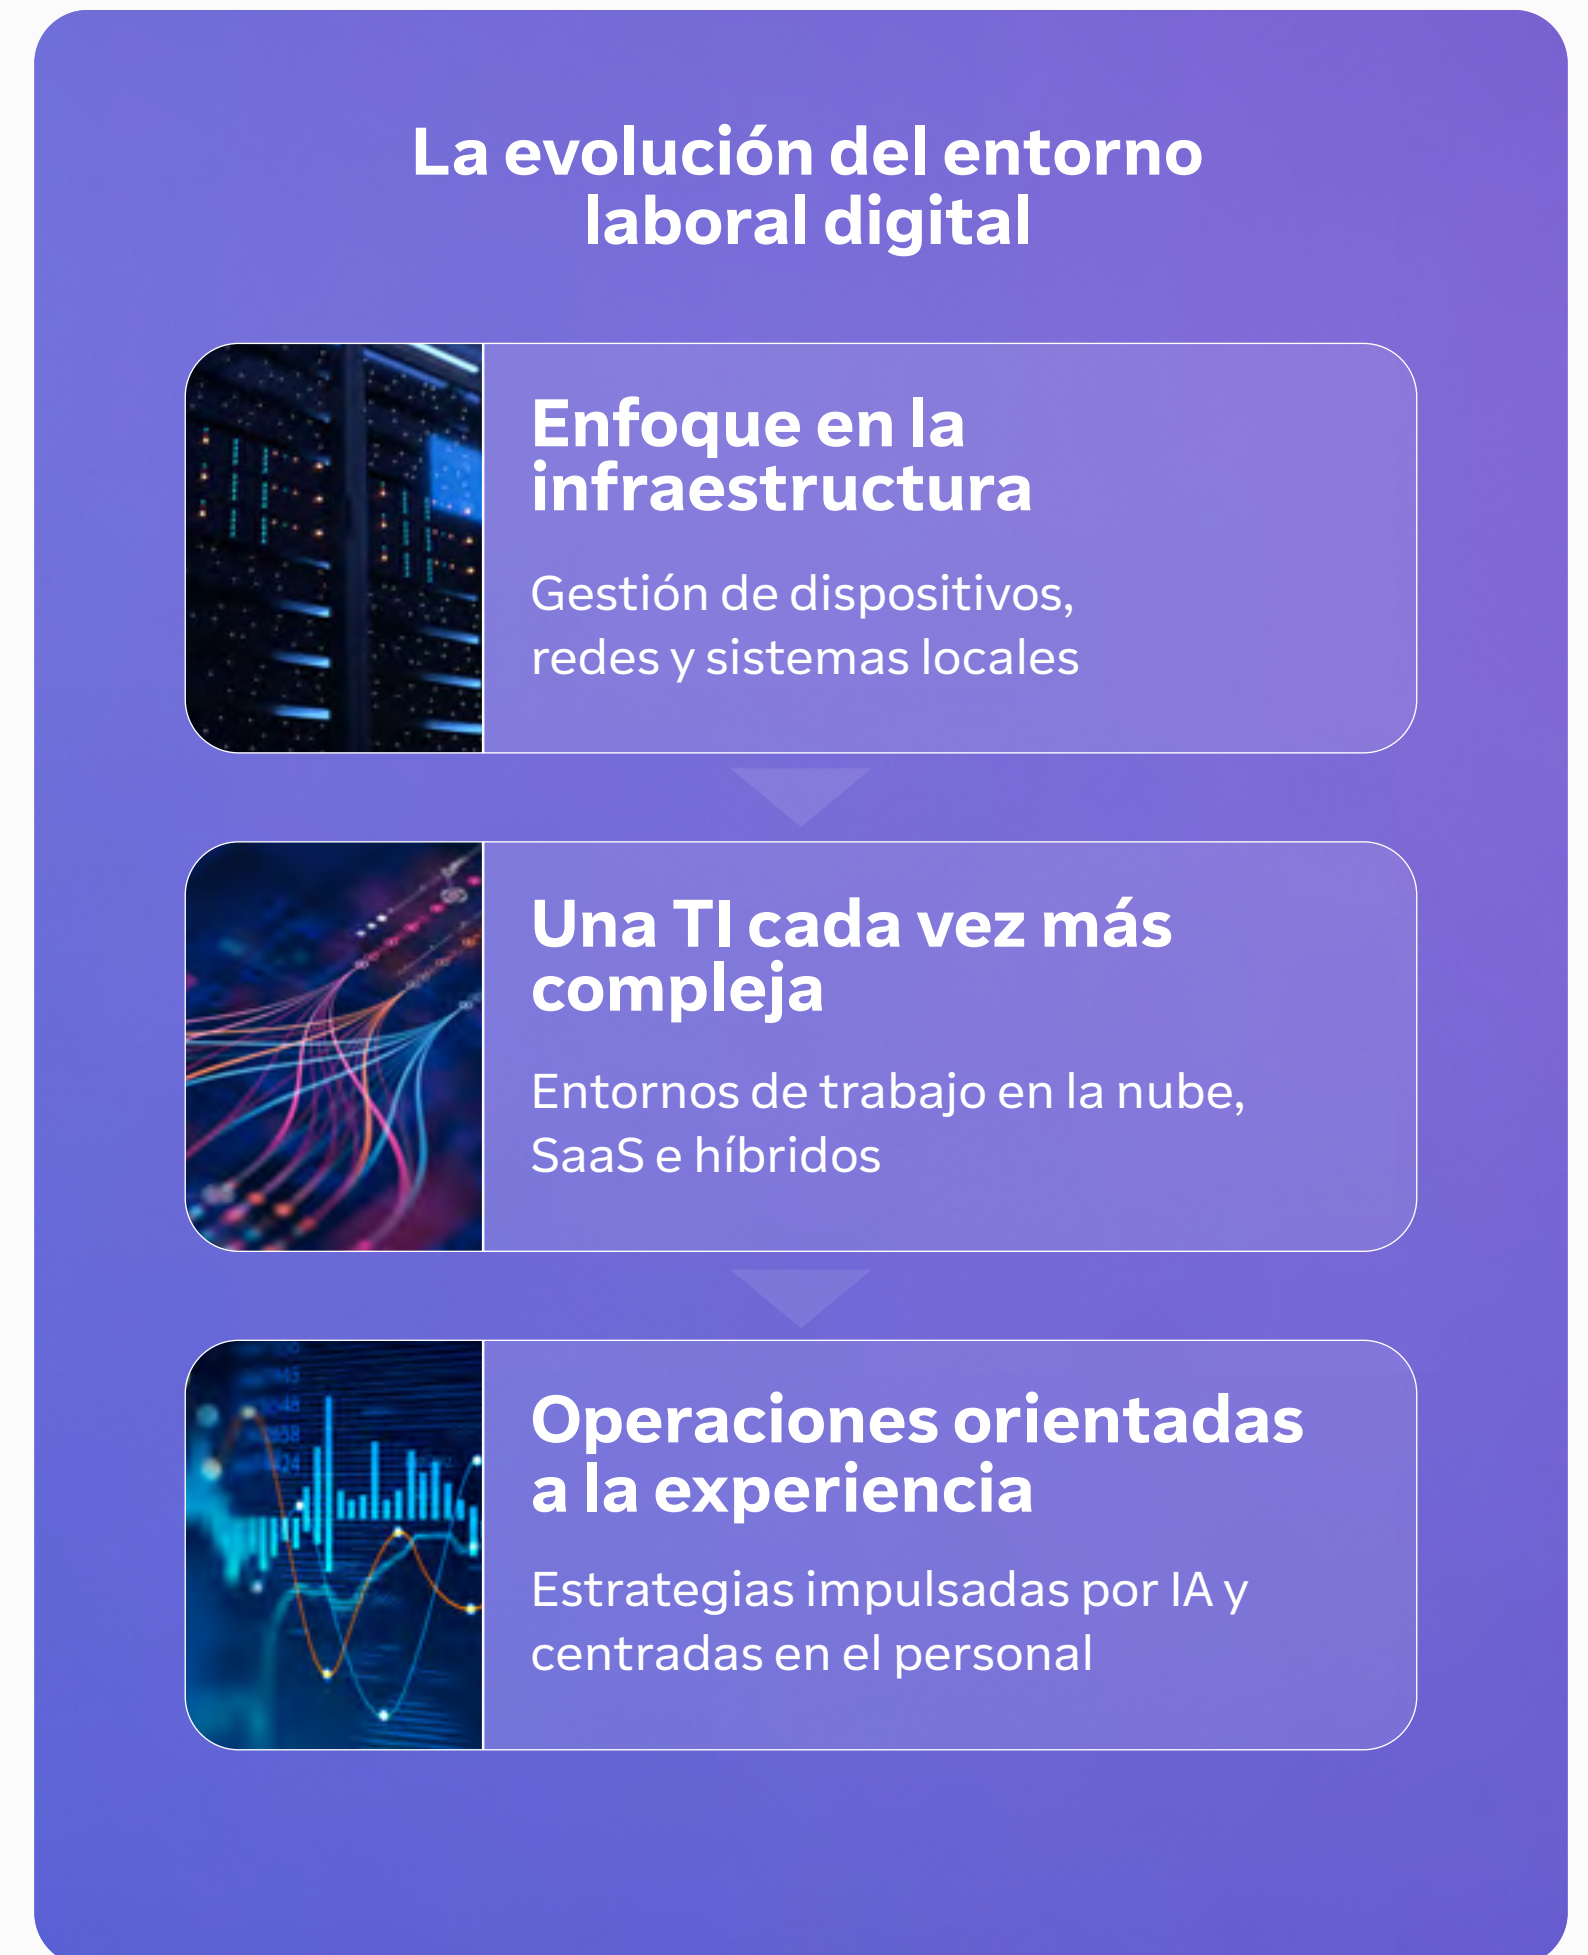 La evolución del entorno
laboral digital
Enfoque en la
infraestructura
Gestión de dispositivos,
redes y sistemas locales
Una TI cada vez más
compleja
Entornos de trabajo en la nube,
SaaS e híbridos
Operaciones orientadas
a la experiencia
Estrategias impulsadas por IA y
centradas en el personal